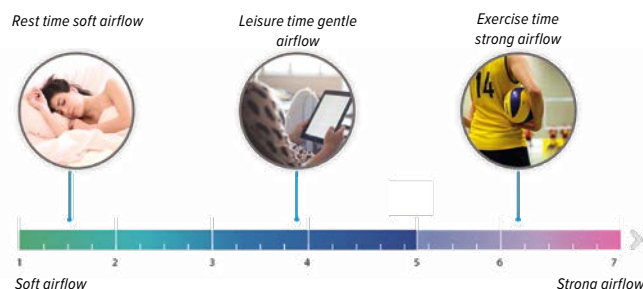 Rest time soft airflow
Leisure time gentle
airflow
Exercise time
strong airflow
14
1 2 3 4 5 6 7
Soft airflow
Strong airflow